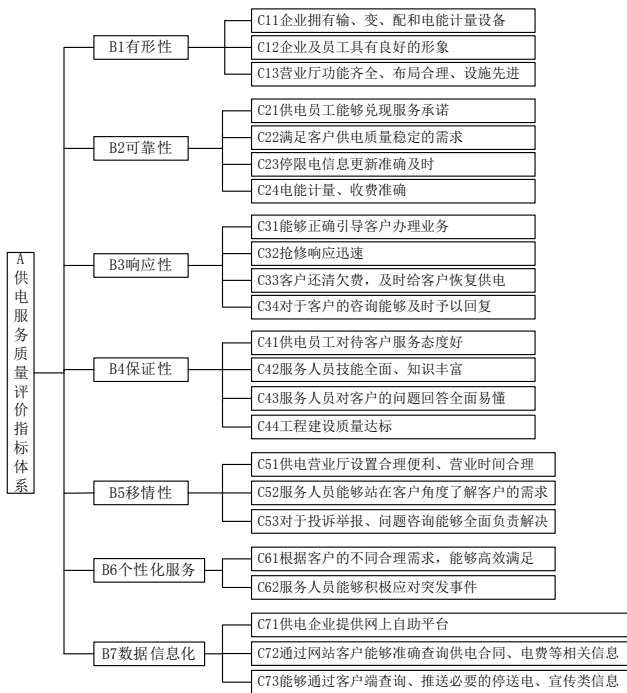 A供电服务质量评价指标体系
B1有形性
C11企业拥有输、变、配和电能计量设备
C12企业及员工具有良好的形象
C13营业厅功能齐全、布局合理、设施先进
B2可靠性
C21供电员工能够兑现服务承诺
C22满足客户供电质量稳定的需求
C23停限电信息更新准确及时
C24电能计量、收费准确
B3响应性
C31能够正确引导客户办理业务
C32抢修响应迅速
C33客户还清欠费，及时给客户恢复供电
C34对于客户的咨询能够及时予以回复
B4保证性
C41供电员工对待客户服务态度好
C42服务人员技能全面、知识丰富
C43服务人员对客户的问题回答全面易懂
C44工程建设质量达标
B5移情性
C51供电营业厅设置合理便利、营业时间合理
C52服务人员能够站在客户角度了解客户的需求
C53对于投诉举报、问题咨询能够全面负责解决
B6个性化服务
C61根据客户的不同合理需求，能够高效满足
C62服务人员能够积极应对突发事件
B7数据信息化
C71供电企业提供网上自助平台
C72通过网站客户能够准确查询供电合同、电费等相关信息
C73能够通过客户端查询、推送必要的停送电、宣传类信息